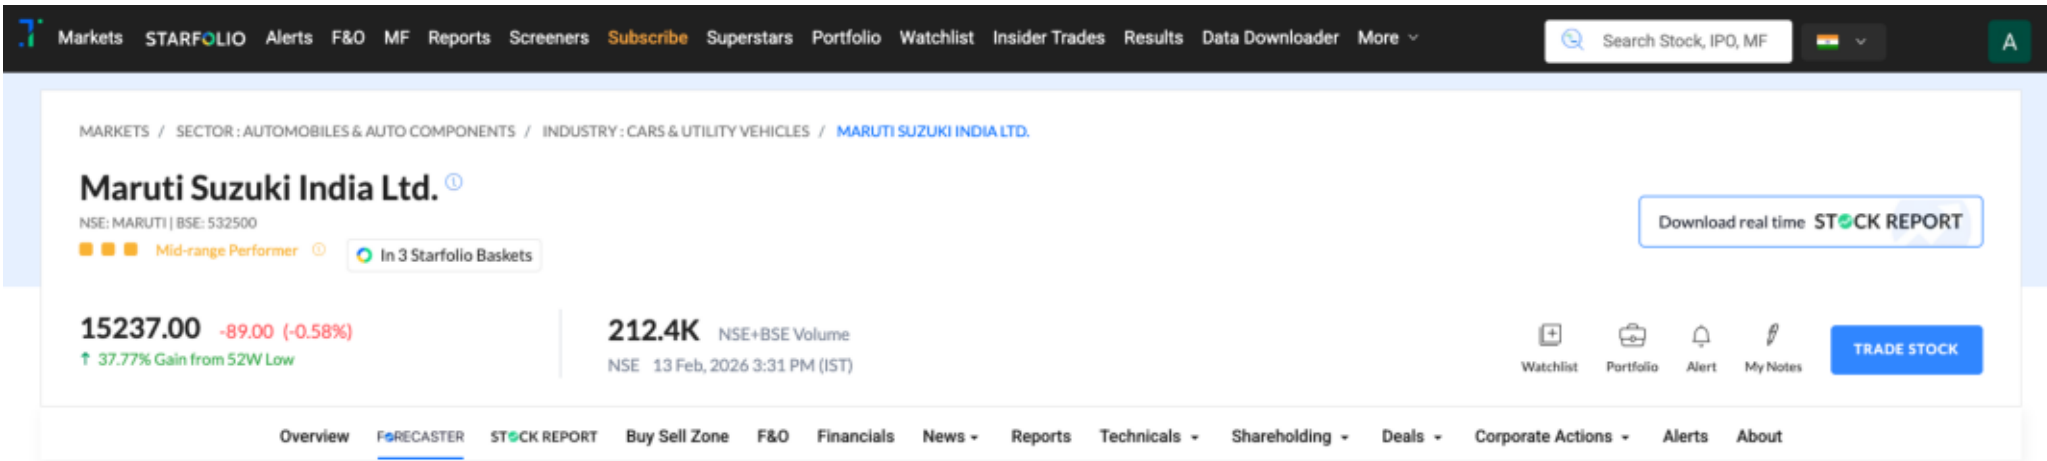 Markets STARFOLIO Alerts F&O MF Reports Screeners Subscribe Superstars Portfolio Watchlist Insider Trades Results Data Downloader More Search Stock, IPO, MF A
MARKETS / SECTOR : AUTOMOBILES & AUTO COMPONENTS / INDUSTRY : CARS & UTILITY VEHICLES / MARUTI SUZUKI INDIA LTD.
Maruti Suzuki India Ltd.
NSE: MARUTI | BSE: 532500
Download real time STOCK REPORT
Mid-range Performer In 3 Starfolio Baskets
15237.00 -89.00 (-0.58%) 212.4K NSE+BSE Volume
↑ 37.77% Gain from 52W Low NSE 13 Feb, 2026 3:31 PM (IST)
Watchlist Portfolio Alert My Notes TRADE STOCK
Overview FORECASTER STOCK REPORT Buy Sell Zone F&O Financials News Reports Technicals Shareholding Deals Corporate Actions Alerts About